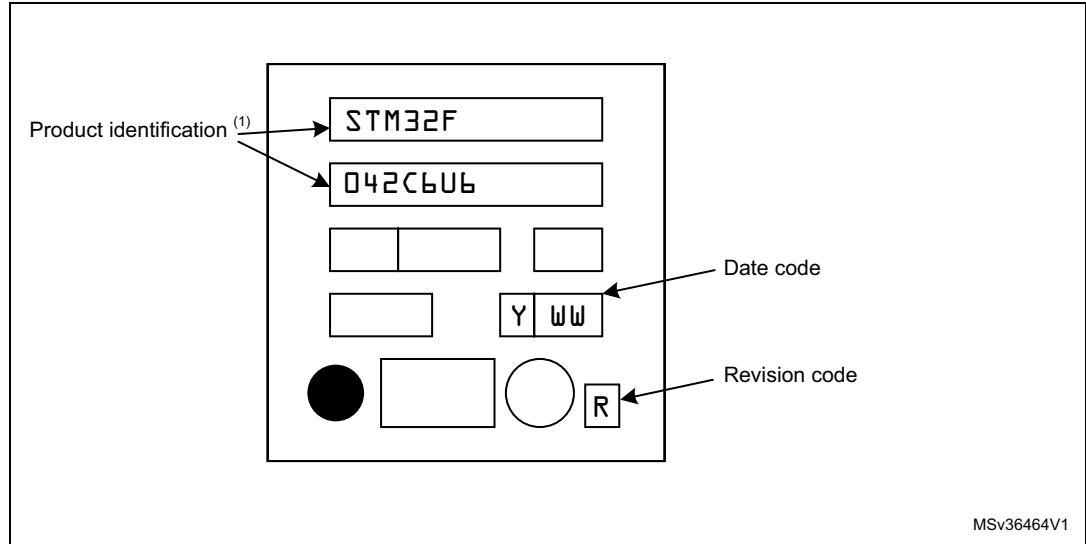 STM32F
Product identification (1)
042C6U6
Date code
Y WW
Revision code
R
MSv36464V1